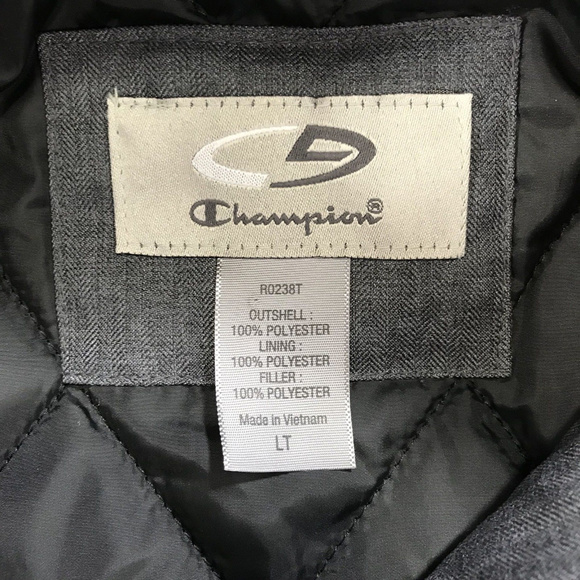 Champion®
R0238T
OUTSHELL :
100% POLYESTER
LINING :
100% POLYESTER
FILLER :
100% POLYESTER
Made in Vietnam
LT